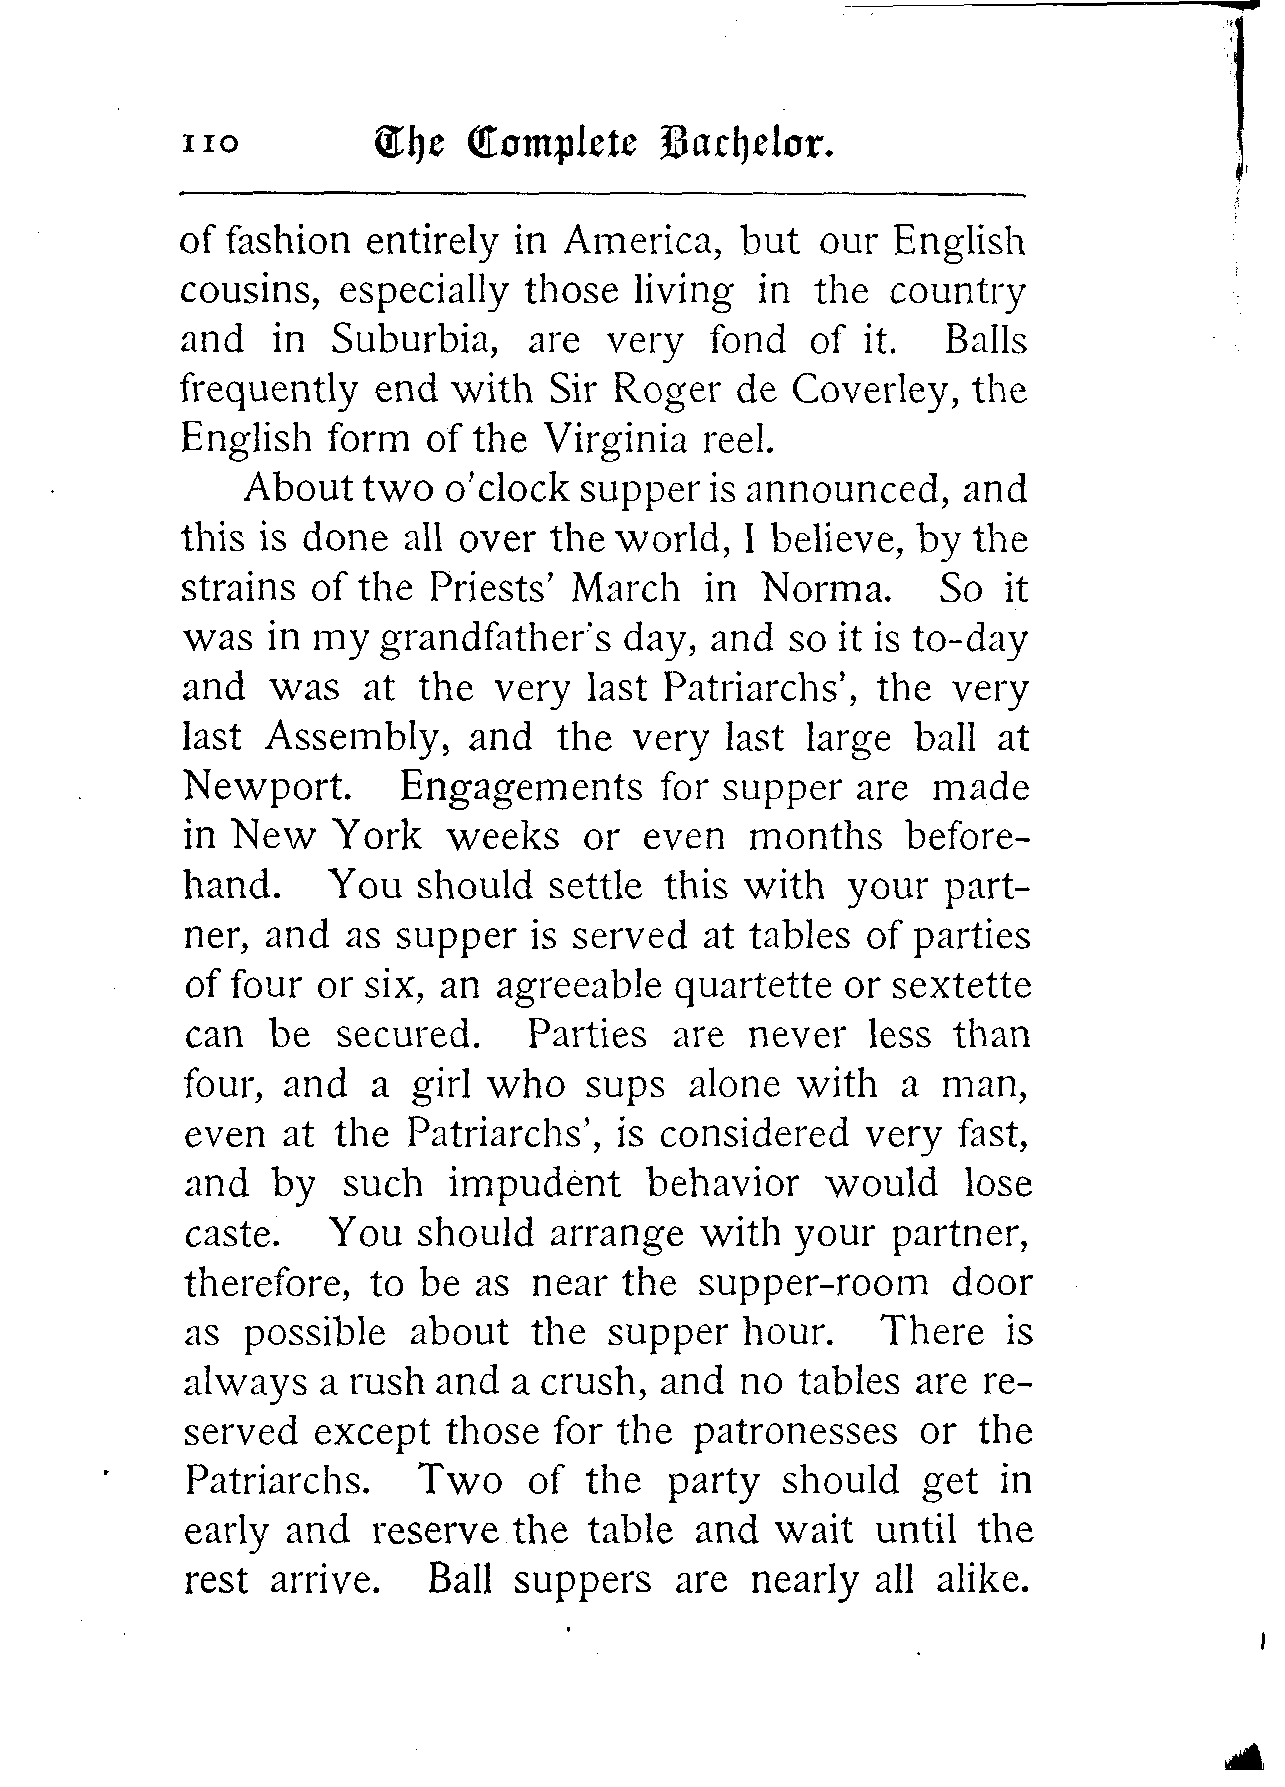 110 The Complete Bachelor.
of fashion entirely in America, but our English
cousins, especially those living in the country
and in Suburbia, are very fond of it. Balls
frequently end with Sir Roger de Coverley, the
English form of the Virginia reel.
About two o'clock supper is announced, and
this is done all over the world, I believe, by the
strains of the Priests' March in Norma. So it
was in my grandfather's day, and so it is to-day
and was at the very last Patriarchs', the very
last Assembly, and the very last large ball at
Newport. Engagements for supper are made
in New York weeks or even months before-
hand. You should settle this with your part-
ner, and as supper is served at tables of parties
of four or six, an agreeable quartette or sextette
can be secured. Parties are never less than
four, and a girl who sups alone with a man,
even at the Patriarchs', is considered very fast,
and by such impudent behavior would lose
caste. You should arrange with your partner,
therefore, to be as near the supper-room door
as possible about the supper hour. There is
always a rush and a crush, and no tables are re-
served except those for the patronesses or the
Patriarchs. Two of the party should get in
early and reserve the table and wait until the
rest arrive. Ball suppers are nearly all alike.